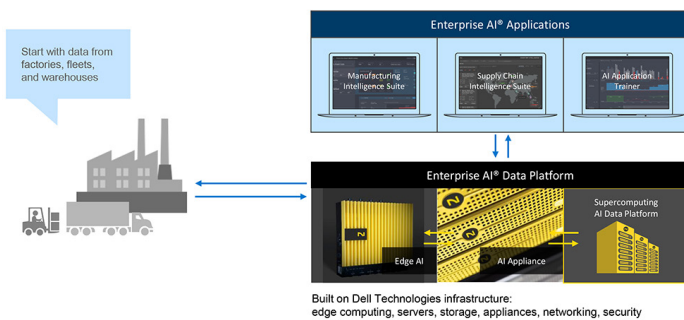 Start with data from
factories, fleets,
and warehouses
Enterprise AI® Applications
Manufacturing
Intelligence Suite
Supply Chain
Intelligence Suite
AI Application
Trainer
Enterprise AI® Data Platform
Edge AI
AI Appliance
Supercomputing
AI Data Platform
Built on Dell Technologies infrastructure:
edge computing, servers, storage, appliances, networking, security